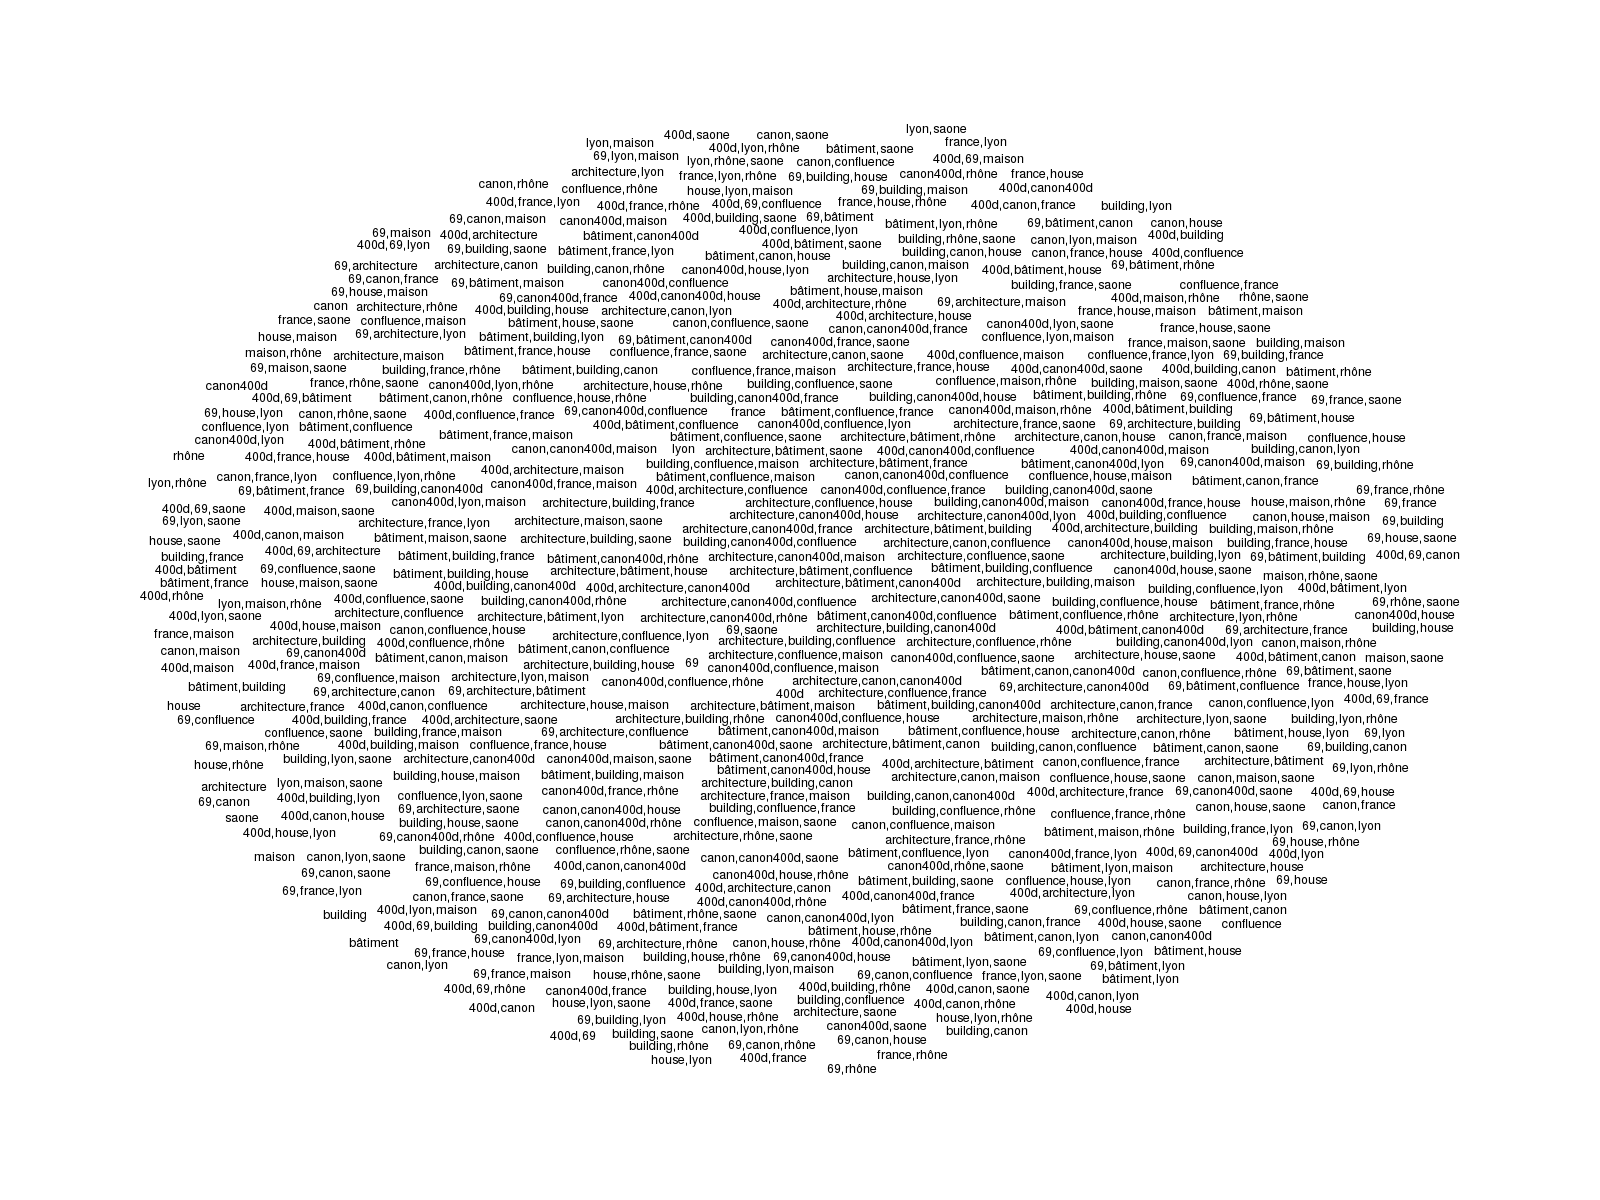 lyon,saone
400d,saone canon,saone
lyon,maison france,lyon
400d,lyon,rhône bâtiment,saone
69,lyon,maison lyon,rhône,saone canon,confluence 400d,69,maison
architecture,lyon france,lyon,rhône 69,building,house canon400d,rhône france,house
canon,rhône confluence,rhône house,lyon,maison 69,building,maison 400d,canon400d
400d,france,lyon 400d,france,rhône 400d,69,confluence france,house,rhône 400d,canon,france building,lyon
69,canon,maison canon400d,maison 400d,building,saone 69,bâtiment bâtiment,lyon,rhône 69,bâtiment,canon canon,house
69,maison 400d,architecture bâtiment,canon400d 400d,confluence,lyon building,rhône,saone canon,lyon,maison 400d,building
400d,69,lyon 69,building,saone bâtiment,france,lyon 400d,bâtiment,saone building,canon,house canon,france,house 400d,confluence
69,architecture architecture,canon building,canon,rhône canon400d,house,lyon bâtiment,canon,house building,canon,maison 400d,bâtiment,house 69,bâtiment,rhône
69,canon,france 69,bâtiment,maison canon400d,confluence architecture,house,lyon building,france,saone confluence,france
69,house,maison 69,canon400d,france 400d,canon400d,house bâtiment,house,maison 69,architecture,maison 400d,maison,rhône rhône,saone
canon architecture,rhône 400d,building,house architecture,canon,lyon 400d,architecture,rhône 400d,architecture,house france,house,maison bâtiment,maison
france,saone confluence,maison bâtiment,house,saone canon,confluence,saone canon,canon400d,france canon400d,lyon,saone france,house,saone
house,maison 69,architecture,lyon bâtiment,building,lyon 69,bâtiment,canon400d canon400d,france,saone confluence,lyon,maison france,maison,saone building,maison
maison,rhône architecture,maison bâtiment,france,house confluence,france,saone architecture,canon,saone 400d,confluence,maison confluence,france,lyon 69,building,france
69,maison,saone building,france,rhône bâtiment,building,canon confluence,france,maison architecture,france,house 400d,canon400d,saone 400d,building,canon bâtiment,rhône
canon400d france,rhône,saone canon400d,lyon,rhône architecture,house,rhône building,confluence,saone confluence,maison,rhône building,maison,saone 400d,rhône,saone
400d,69,bâtiment bâtiment,canon,rhône confluence,house,rhône building,canon400d,france building,canon400d,house bâtiment,building,rhône 69,confluence,france 69,france,saone
69,house,lyon canon,rhône,saone 400d,confluence,france 69,canon400d,confluence france bâtiment,confluence,france canon400d,maison,rhône 400d,bâtiment,building 69,bâtiment,house
confluence,lyon bâtiment,confluence 400d,bâtiment,confluence canon400d,confluence,lyon architecture,france,saone 69,architecture,building
canon400d,lyon 400d,bâtiment,rhône bâtiment,france,maison bâtiment,confluence,saone architecture,bâtiment,rhône architecture,canon,house canon,france,maison confluence,house
rhône 400d,france,house 400d,bâtiment,maison canon,canon400d,maison lyon architecture,bâtiment,saone 400d,canon400d,confluence 400d,canon400d,maison building,canon,lyon
lyon,rhône canon,france,lyon confluence,lyon,rhône 400d,architecture,maison building,confluence,maison architecture,bâtiment,france bâtiment,canon400d,lyon 69,canon400d,maison 69,building,rhône
69,bâtiment,france 69,building,canon400d canon400d,france,maison bâtiment,confluence,maison canon,canon400d,confluence confluence,house,maison bâtiment,canon,france
400d,architecture,confluence canon400d,confluence,france building,canon400d,saone 69,france,rhône
400d,69,saone 400d,maison,saone canon400d,lyon,maison architecture,building,france architecture,confluence,house building,canon400d,maison canon400d,france,house house,maison,rhône 69,france
69,lyon,saone architecture,france,lyon architecture,maison,saone architecture,canon400d,house architecture,canon400d,lyon 400d,building,confluence canon,house,maison 69,building
house,saone 400d,canon,maison bâtiment,maison,saone architecture,building,saone architecture,canon400d,france architecture,bâtiment,building 400d,architecture,building building,maison,rhône
building,canon400d,confluence architecture,canon,confluence canon400d,house,maison building,france,house 69,house,saone
building,france 400d,69,architecture bâtiment,building,france bâtiment,canon400d,rhône architecture,canon400d,maison architecture,confluence,saone architecture,building,lyon 69,bâtiment,building 400d,69,canon
400d,bâtiment 69,confluence,saone bâtiment,building,house architecture,bâtiment,house architecture,bâtiment,confluence bâtiment,building,confluence canon400d,house,saone maison,rhône,saone
bâtiment,france house,maison,saone 400d,building,canon400d 400d,architecture,canon400d architecture,bâtiment,canon400d architecture,building,maison building,confluence,lyon 400d,bâtiment,lyon
400d,rhône lyon,maison,rhône 400d,confluence,saone building,canon400d,rhône architecture,canon400d,confluence architecture,canon400d,saone building,confluence,house bâtiment,france,rhône 69,rhône,saone
400d,lyon,saone architecture,confluence architecture,bâtiment,lyon architecture,canon400d,rhône bâtiment,canon400d,confluence bâtiment,confluence,rhône architecture,lyon,rhône canon400d,house
france,maison 400d,house,maison canon,confluence,house architecture,confluence,lyon 69,saone architecture,building,canon400d 400d,bâtiment,canon400d 69,architecture,france building,house
canon,maison architecture,building 400d,confluence,rhône bâtiment,canon,confluence architecture,building,confluence architecture,confluence,rhône building,canon400d,lyon canon,maison,rhône
69,canon400d bâtiment,canon,maison architecture,confluence,maison canon400d,confluence,saone architecture,house,saone 400d,bâtiment,canon maison,saone
400d,maison 400d,france,maison architecture,building,house 69 canon400d,confluence,maison bâtiment,canon,canon400d canon,confluence,rhône 69,bâtiment,saone
69,confluence,maison architecture,lyon,maison canon400d,confluence,rhône architecture,canon,canon400d 69,architecture,canon400d 69,bâtiment,confluence france,house,lyon
bâtiment,building 69,architecture,canon 69,architecture,bâtiment 400d architecture,confluence,france
house architecture,france 400d,canon,confluence architecture,house,maison architecture,bâtiment,maison bâtiment,building,canon400d architecture,canon,france canon,confluence,lyon 400d,69,france
69,confluence 400d,building,france 400d,architecture,saone architecture,building,rhône canon400d,confluence,house architecture,maison,rhône architecture,lyon,saone building,lyon,rhône
confluence,saone building,france,maison 69,architecture,confluence bâtiment,canon400d,maison bâtiment,confluence,house architecture,canon,rhône bâtiment,house,lyon 69,lyon
69,maison,rhône 400d,building,maison confluence,france,house bâtiment,canon400d,saone architecture,bâtiment,canon building,canon,confluence bâtiment,canon,saone 69,building,canon
house,rhône building,lyon,saone architecture,canon400d canon400d,maison,saone bâtiment,canon400d,france 400d,architecture,bâtiment canon,confluence,france architecture,bâtiment 69,lyon,rhône
building,house,maison bâtiment,building,maison bâtiment,canon400d,house architecture,canon,maison confluence,house,saone canon,maison,saone
architecture lyon,maison,saone canon400d,france,rhône architecture,building,canon 400d,architecture,france 69,canon400d,saone 400d,69,house
69,canon 400d,building,lyon confluence,lyon,saone architecture,france,maison building,canon,canon400d canon,house,saone canon,france
saone 400d,canon,house 69,architecture,saone canon,canon400d,house building,confluence,france building,confluence,rhône confluence,france,rhône
400d,house,lyon building,house,saone canon,canon400d,rhône confluence,maison,saone canon,confluence,maison bâtiment,maison,rhône building,france,lyon 69,canon,lyon
69,canon400d,rhône 400d,confluence,house architecture,rhône,saone architecture,france,rhône 69,house,rhône
maison canon,lyon,saone building,canon,saone confluence,rhône,saone canon,canon400d,saone bâtiment,confluence,lyon canon400d,france,lyon 400d,69,canon400d 400d,lyon
69,canon,saone france,maison,rhône 400d,canon,canon400d canon400d,house,rhône canon400d,rhône,saone bâtiment,lyon,maison architecture,house
69,france,lyon 69,confluence,house 69,building,confluence 400d,architecture,canon bâtiment,building,saone confluence,house,lyon canon,france,rhône 69,house
canon,france,saone 69,architecture,house 400d,canon400d,rhône 400d,canon400d,france 400d,architecture,lyon canon,house,lyon
building 400d,lyon,maison 69,canon,canon400d bâtiment,rhône,saone canon,canon400d,lyon bâtiment,france,saone 69,confluence,rhône bâtiment,canon
400d,69,building building,canon400d 400d,bâtiment,france bâtiment,house,rhône building,canon,france 400d,house,saone confluence
bâtiment 69,canon400d,lyon 69,architecture,rhône canon,house,rhône 400d,canon400d,lyon bâtiment,canon,lyon canon,canon400d
69,france,house france,lyon,maison building,house,rhône 69,canon400d,house bâtiment,lyon,saone 69,confluence,lyon bâtiment,house
canon,lyon 69,france,maison house,rhône,saone building,lyon,maison 69,canon,confluence france,lyon,saone 69,bâtiment,lyon
400d,69,rhône canon400d,france building,house,lyon 400d,building,rhône 400d,canon,saone bâtiment,lyon
400d,canon house,lyon,saone 400d,france,saone building,confluence 400d,canon,rhône 400d,canon,lyon
69,building,lyon 400d,house,rhône architecture,saone house,lyon,rhône 400d,house
400d,69 building,saone canon,lyon,rhône canon400d,saone building,canon
building,rhône 69,canon,rhône 69,canon,house
house,lyon 400d,france france,rhône
69,rhône